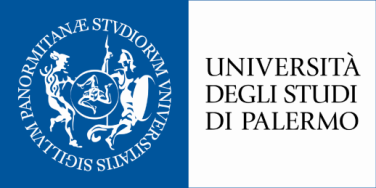 SIGILLVM PANORMITANÆ STVDIORVM VNIVERSITATIS
UNIVERSITÀ
DEGLI STUDI
DI PALERMO